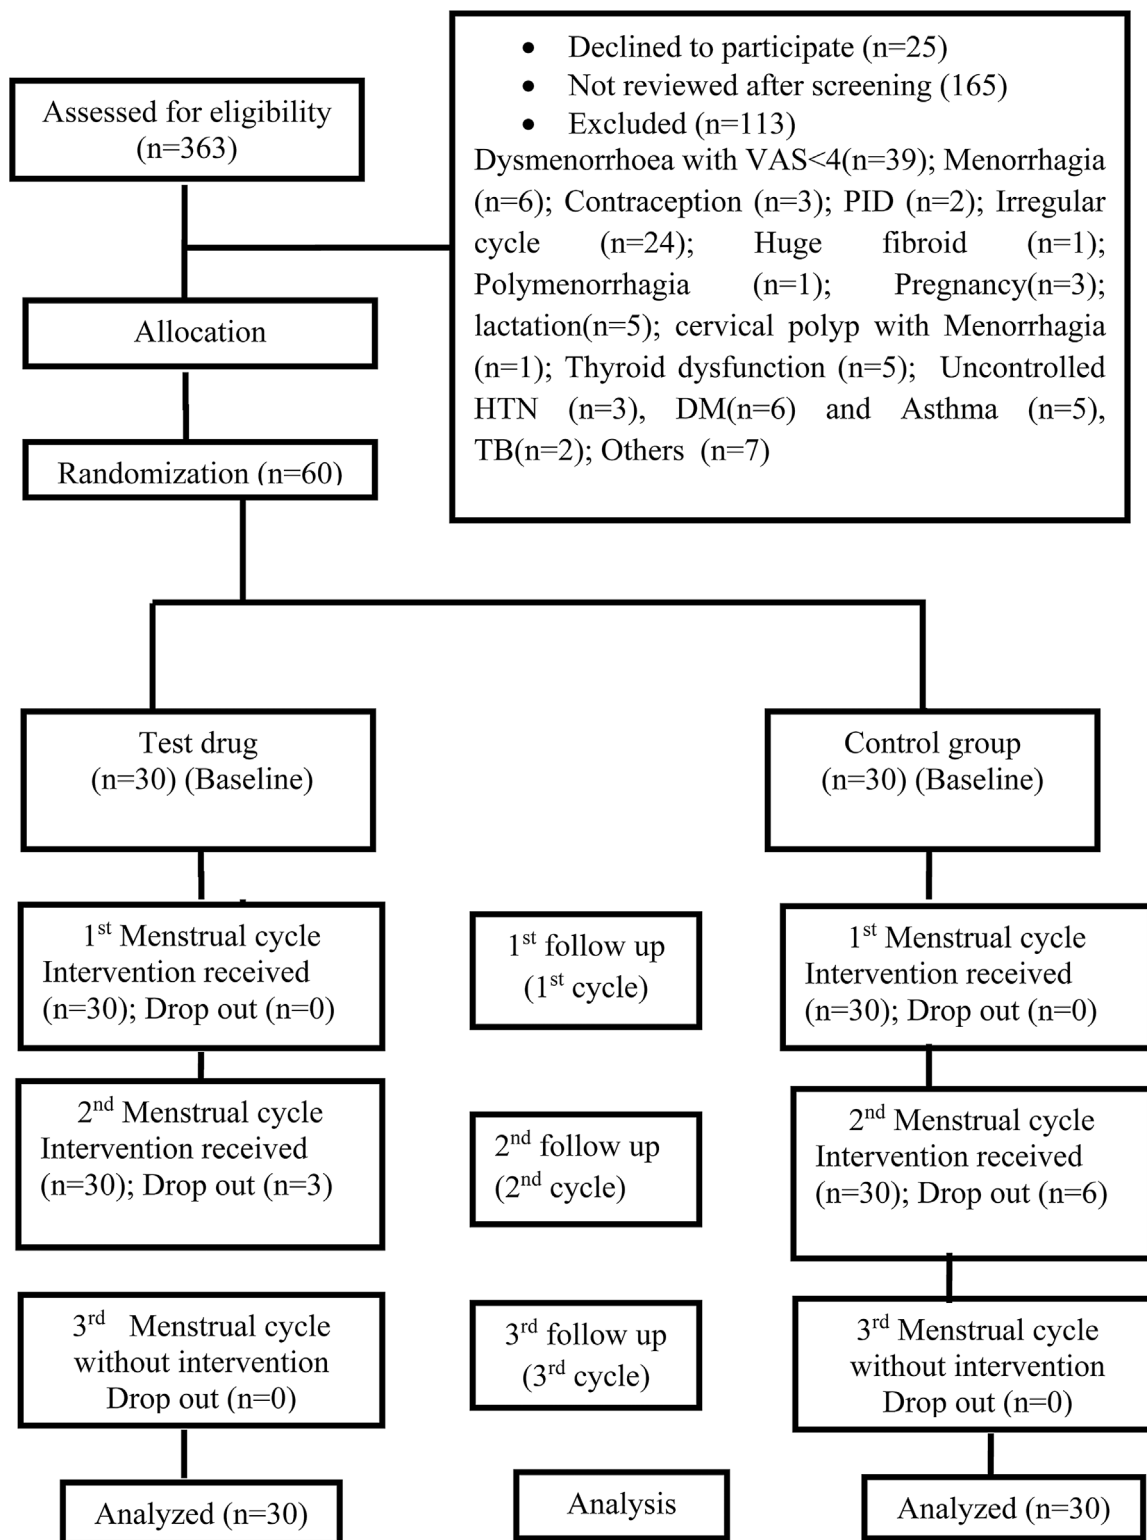 Assessed for eligibility
(n=363)
• Declined to participate (n=25)
• Not reviewed after screening (165)
• Excluded (n=113)
Dysmenorrhoea with VAS<4(n=39); Menorrhagia
(n=6); Contraception (n=3); PID (n=2); Irregular
cycle (n=24); Huge fibroid (n=1);
Polymenorrhagia (n=1); Pregnancy(n=3);
lactation(n=5); cervical polyp with Menorrhagia
(n=1); Thyroid dysfunction (n=5); Uncontrolled
HTN (n=3), DM(n=6) and Asthma (n=5),
TB(n=2); Others (n=7)
Allocation
Randomization (n=60)
Test drug
(n=30) (Baseline)
Control group
(n=30) (Baseline)
1st Menstrual cycle
Intervention received
(n=30); Drop out (n=0)
1st follow up
(1st cycle)
1st Menstrual cycle
Intervention received
(n=30); Drop out (n=0)
2nd Menstrual cycle
Intervention received
(n=30); Drop out (n=3)
2nd follow up
(2nd cycle)
2nd Menstrual cycle
Intervention received
(n=30); Drop out (n=6)
3rd Menstrual cycle
without intervention
Drop out (n=0)
3rd follow up
(3rd cycle)
3rd Menstrual cycle
without intervention
Drop out (n=0)
Analyzed (n=30)
Analysis
Analyzed (n=30)